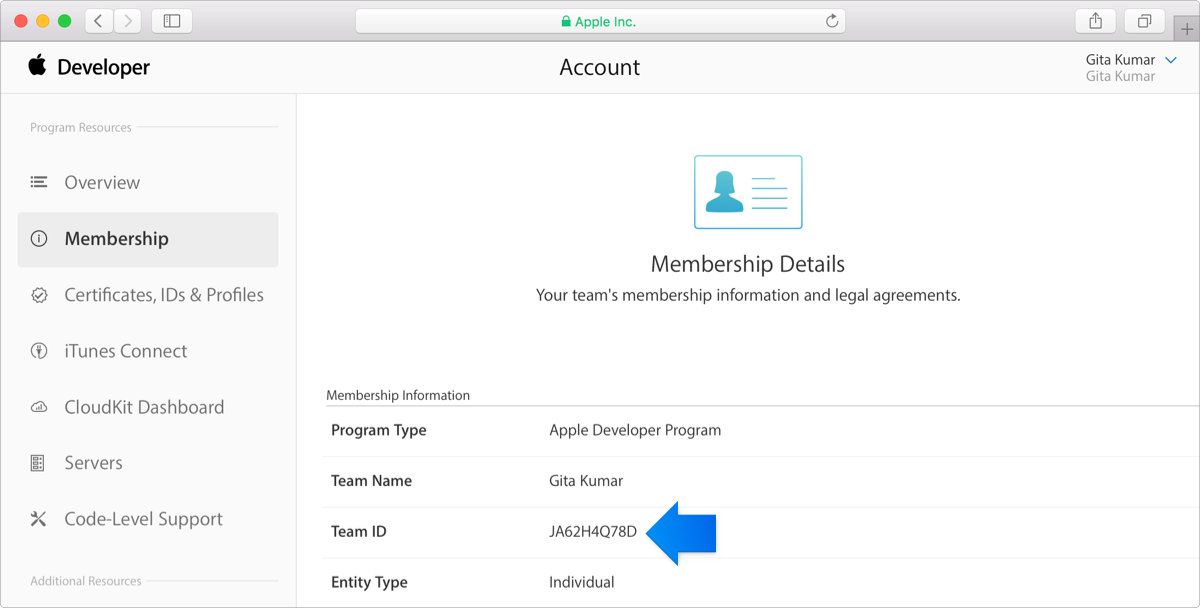 Apple Inc.
Developer
Account
Gita Kumar
Gita Kumar
Program Resources
Overview
Membership
Certificates, IDs & Profiles
iTunes Connect
CloudKit Dashboard
Servers
Code-Level Support
Additional Resources
Membership Details
Your team's membership information and legal agreements.
Membership Information
Program Type Apple Developer Program
Team Name Gita Kumar
Team ID JA62H4Q78D
Entity Type Individual